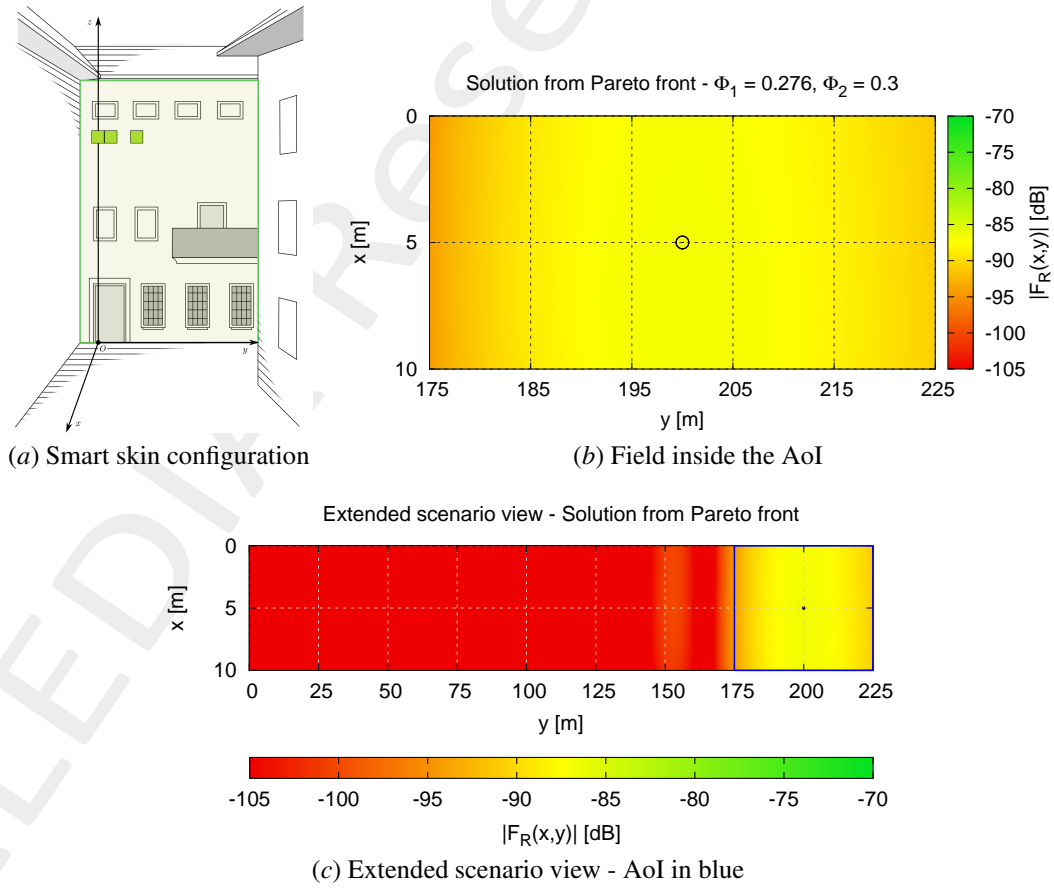 z
O
y
x
(a) Smart skin configuration
Solution from Pareto front - Φ1 = 0.276, Φ2 = 0.3
0
5
10
x [m]
175 185 195 205 215 225
y [m]
-70
-75
-80
-85
-90
-95
-100
-105
|F_R(x,y)| [dB]
(b) Field inside the AoI
Extended scenario view - Solution from Pareto front
0
5
10
x [m]
0 25 50 75 100 125 150 175 200 225
y [m]
-105 -100 -95 -90 -85 -80 -75 -70
|F_R(x,y)| [dB]
(c) Extended scenario view - AoI in blue